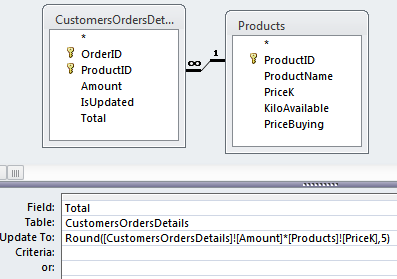 CustomersOrdersDet...
*
OrderID
ProductID
Amount
IsUpdated
Total
∞
1
Products
*
ProductID
ProductName
PriceK
KiloAvailable
PriceBuying
Field: Total
Table: CustomersOrdersDetails
Update To: Round([CustomersOrdersDetails]![Amount]*[Products]![PriceK],5)
Criteria:
or: